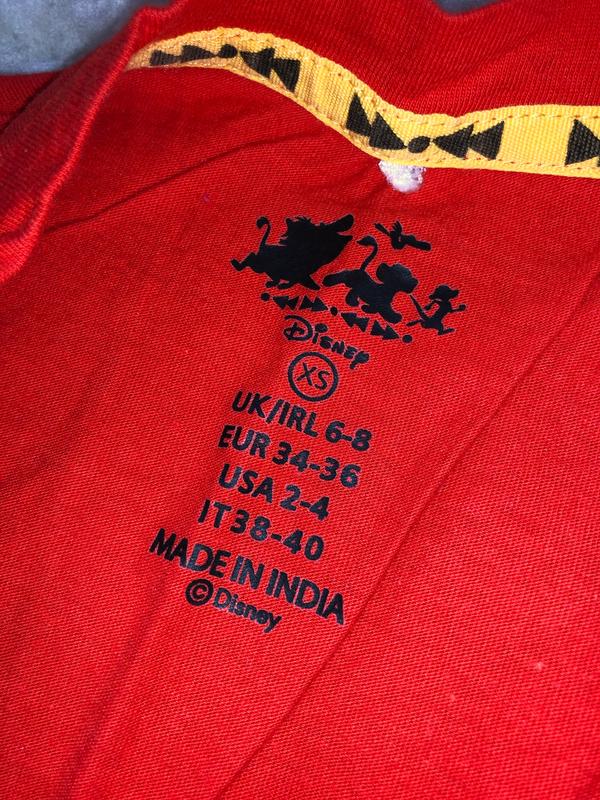 Disney
XS
UK/IRL 6-8
EUR 34-36
USA 2-4
IT 38-40
MADE IN INDIA
© Disney